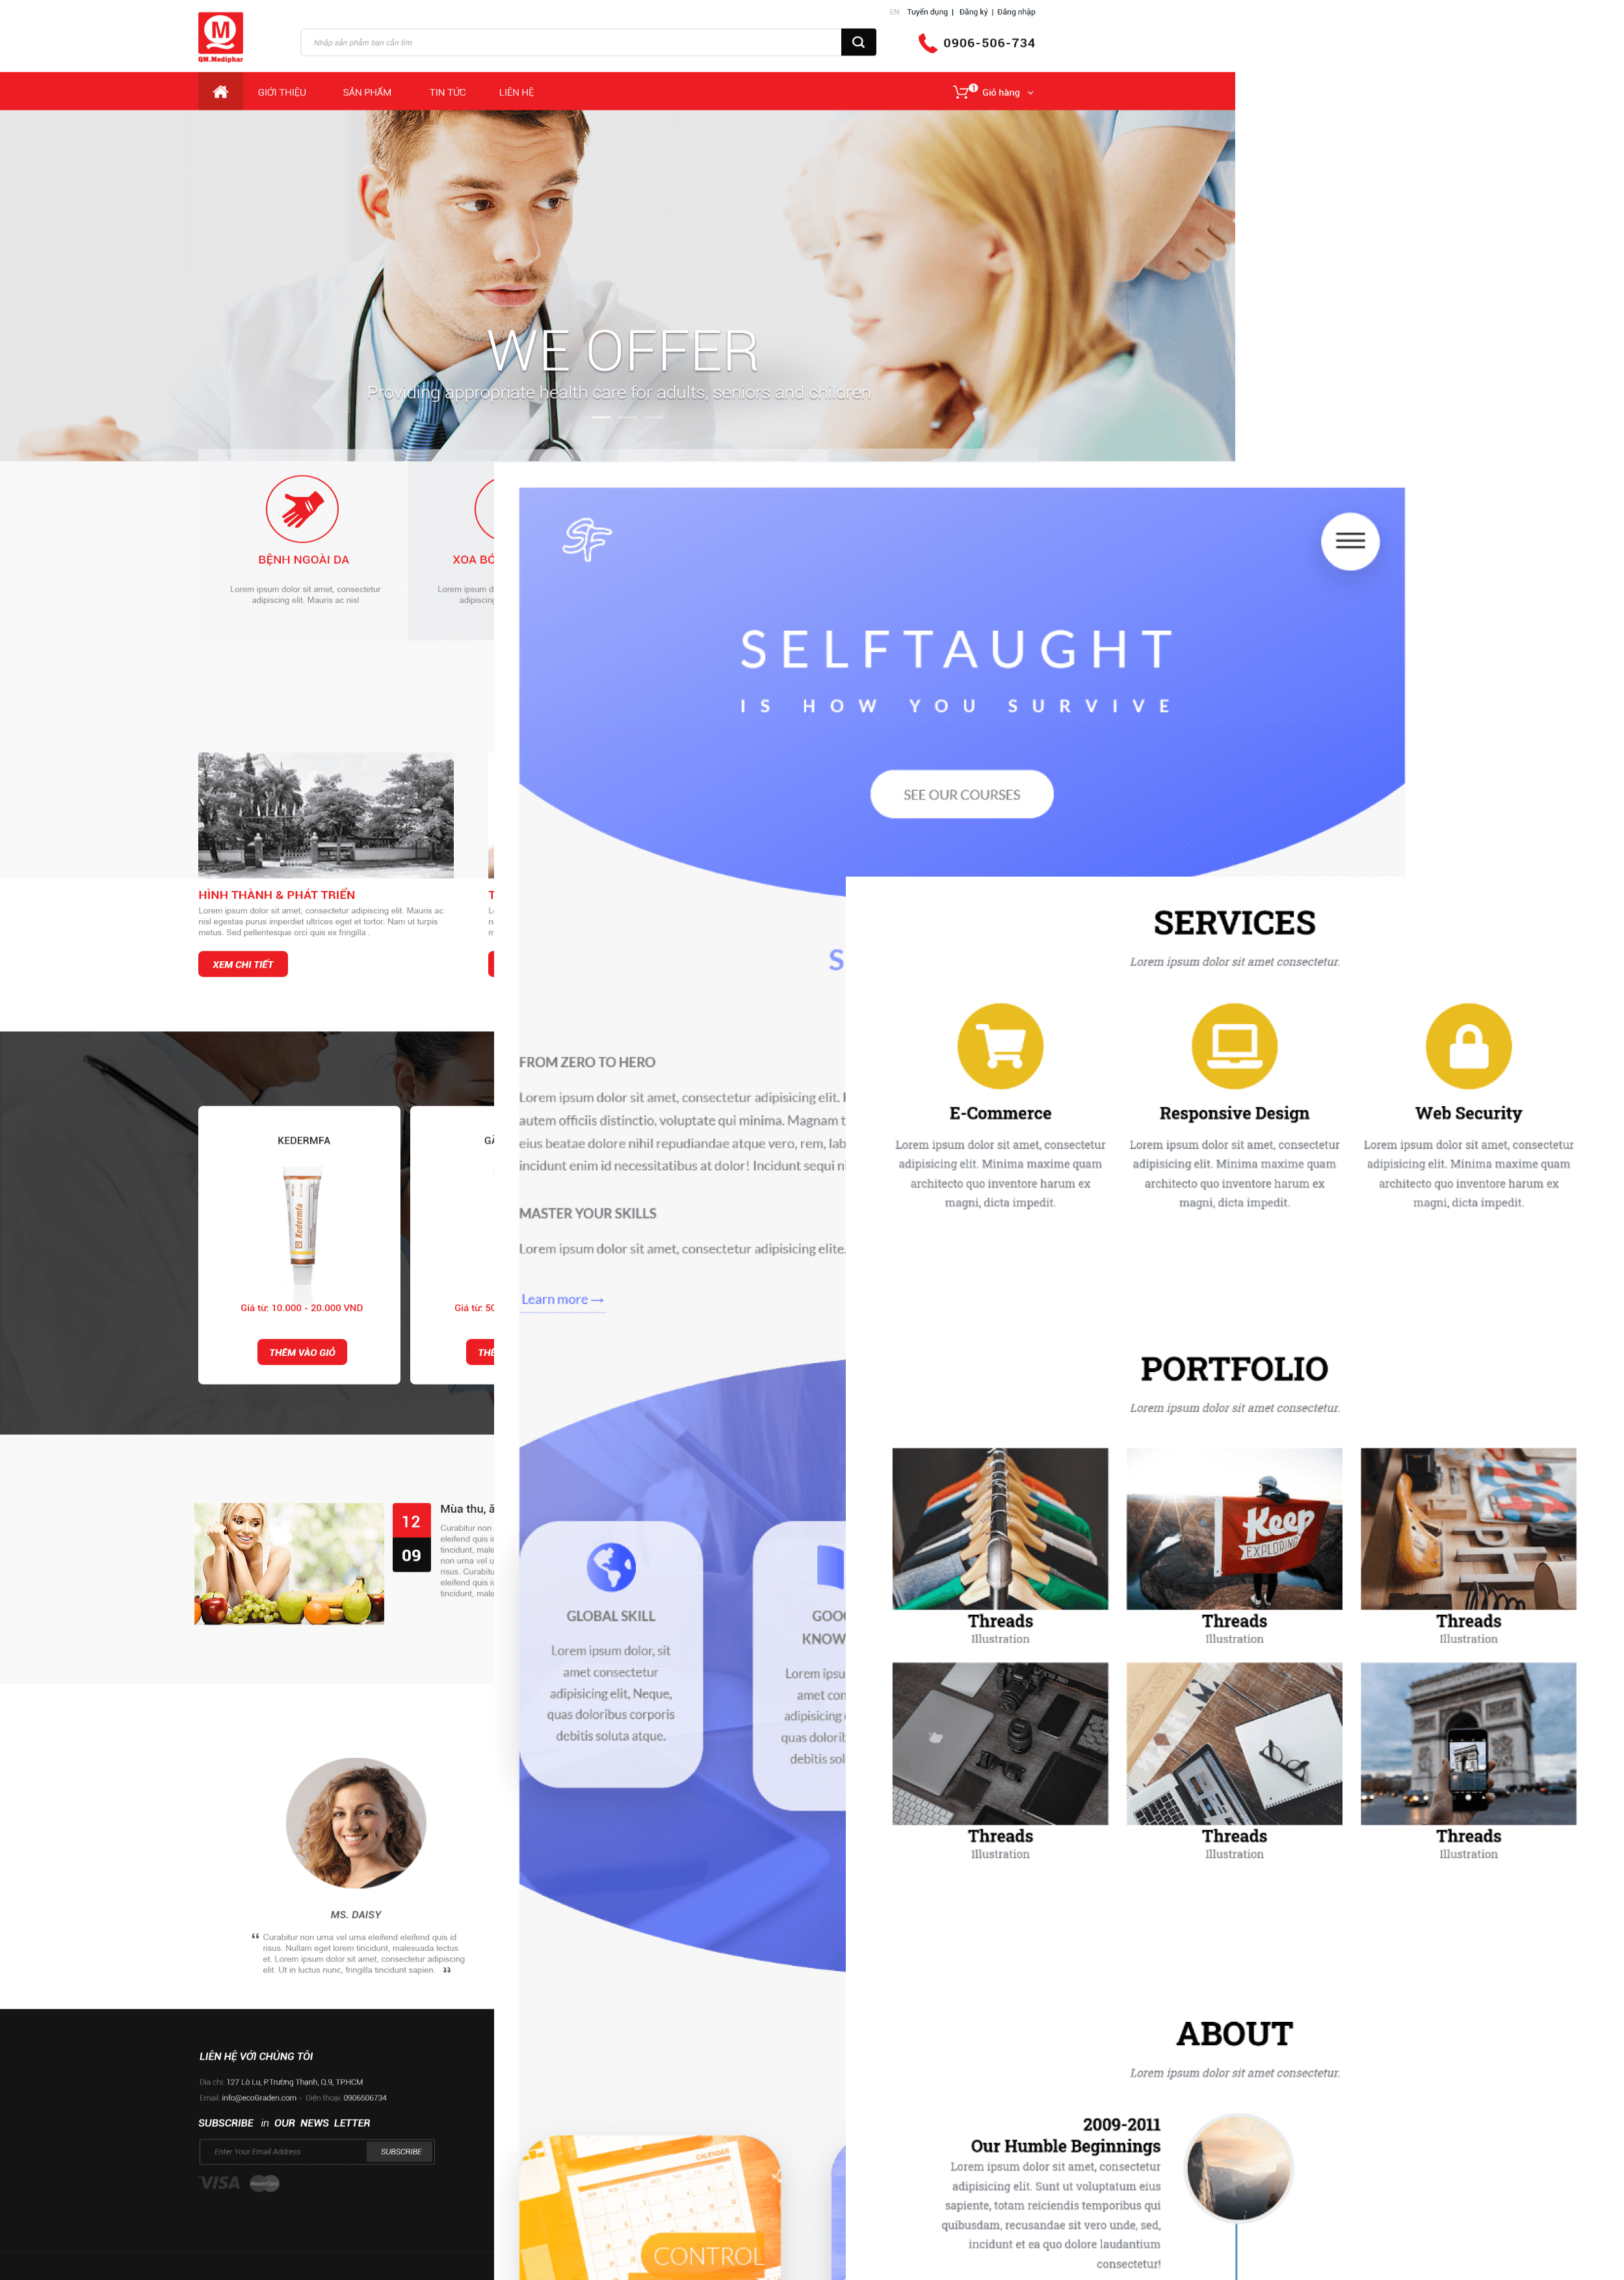 EN Tuyển dụng | Đăng ký | Đăng nhập
M
QM.Mediphar
Nhập sản phẩm bạn cần tìm
0906-506-734
GIỚI THIỆU SẢN PHẨM TIN TỨC LIÊN HỆ
1 Giỏ hàng
WE OFFER
Providing appropriate health care for adults, seniors and children
BỆNH NGOÀI DA
Lorem ipsum dolor sit amet, consectetur
adipiscing elit. Mauris ac nisl
XOA BÓ
Lorem ipsum d
adipiscing
HÌNH THÀNH & PHÁT TRIỂN
Lorem ipsum dolor sit amet, consectetur adipiscing elit. Mauris ac
nisl egestas purus imperdiet ultrices eget et tortor. Nam ut turpis
metus. Sed pellentesque orci quis ex fringilla .
XEM CHI TIẾT
KEDERMFA
Kedermfa
Giá từ: 10.000 - 20.000 VND
THÊM VÀO GIỎ
Giá từ: 50
12
09
Mùa thu, ă
Curabitur non
eleifend quis i
tincidunt, male
non urna vel u
risus. Curabitu
eleifend quis i
tincidunt, male
MS. DAISY
“ Curabitur non urna vel urna eleifend eleifend quis id
risus. Nullam eget lorem tincidunt, malesuada lectus
et. Lorem ipsum dolor sit amet, consectetur adipiscing
elit. Ut in luctus nunc, fringilla tincidunt sapien. ”
LIÊN HỆ VỚI CHÚNG TÔI
Địa chỉ: 127 Lò Lu, P.Trường Thạnh, Q.9, TP.HCM
Email: info@ecoGraden.com - Điện thoại: 0906506734
SUBSCRIBE in OUR NEWS LETTER
Enter Your Email Address
SUBSCRIBE
VISA MasterCard
SF
SELFTAUGHT
IS HOW YOU SURVIVE
SEE OUR COURSES
S
FROM ZERO TO HERO
Lorem ipsum dolor sit amet, consectetur adipisicing elit.
autem officiis distinctio, voluptate qui minima. Magnam t
eius beatae dolore nihil repudiandae atque vero, rem, lab
incidunt enim id necessitatibus at dolor! Incidunt sequi n
MASTER YOUR SKILLS
Lorem ipsum dolor sit amet, consectetur adipisicing elite.
Learn more →
GLOBAL SKILL
Lorem ipsum dolor, sit
amet consectetur
adipisicing elit, Neque,
quas doloribus corporis
debitis soluta atque.
GOO
KNOW
Lorem ipsu
amet con
adipisicing
quas dolorib
debitis sol
CALENDAR
CONTROL
SERVICES
Lorem ipsum dolor sit amet consectetur.
E-Commerce
Lorem ipsum dolor sit amet, consectetur
adipisicing elit. Minima maxime quam
architecto quo inventore harum ex
magni, dicta impedit.
Responsive Design
Lorem ipsum dolor sit amet, consectetur
adipisicing elit. Minima maxime quam
architecto quo inventore harum ex
magni, dicta impedit.
Web Security
Lorem ipsum dolor sit amet, consectetur
adipisicing elit. Minima maxime quam
architecto quo inventore harum ex
magni, dicta impedit.
PORTFOLIO
Lorem ipsum dolor sit amet consectetur.
Keep
EXPLORING
Threads
Illustration
Threads
Illustration
Threads
Illustration
Threads
Illustration
Threads
Illustration
Threads
Illustration
ABOUT
Lorem ipsum dolor sit amet consectetur.
2009-2011
Our Humble Beginnings
Lorem ipsum dolor sit amet, consectetur
adipisicing elit. Sunt ut voluptatum eius
sapiente, totam reiciendis temporibus qui
quibusdam, recusandae sit vero unde, sed,
incidunt et ea quo dolore laudantium
consectetur!